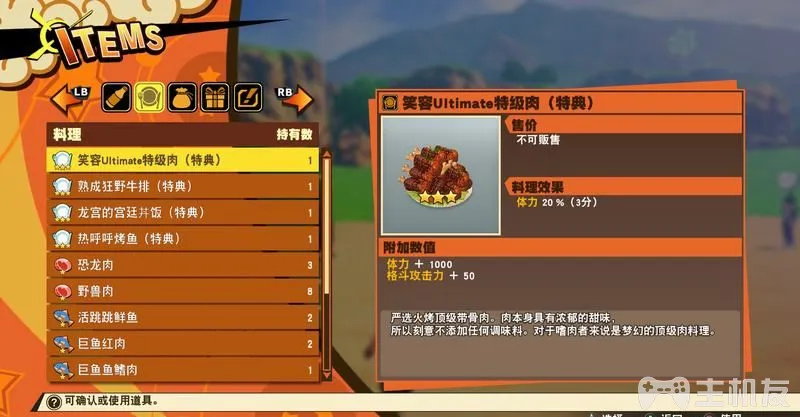 ITEMS
LB
RB
料理 持有数
笑容Ultimate特级肉（特典） 1
熟成狂野牛排（特典） 1
龙宫的宫廷丼饭（特典） 1
热呼呼烤鱼（特典） 1
恐龙肉 3
野兽肉 8
活跳跳鲜鱼 2
巨鱼红肉 2
巨鱼鱼鳍肉 1
笑容Ultimate特级肉（特典）
售价
不可贩售
料理效果
体力 20％（3分）
附加数值
体力 ＋ 1000
格斗攻击力 ＋ 50
严选火烤顶级带骨肉。肉本身具有浓郁的甜味，
所以刻意不添加任何调味料。对于嗜肉者来说是梦幻的顶级肉料理。
? 可确认或使用道具。
主机友